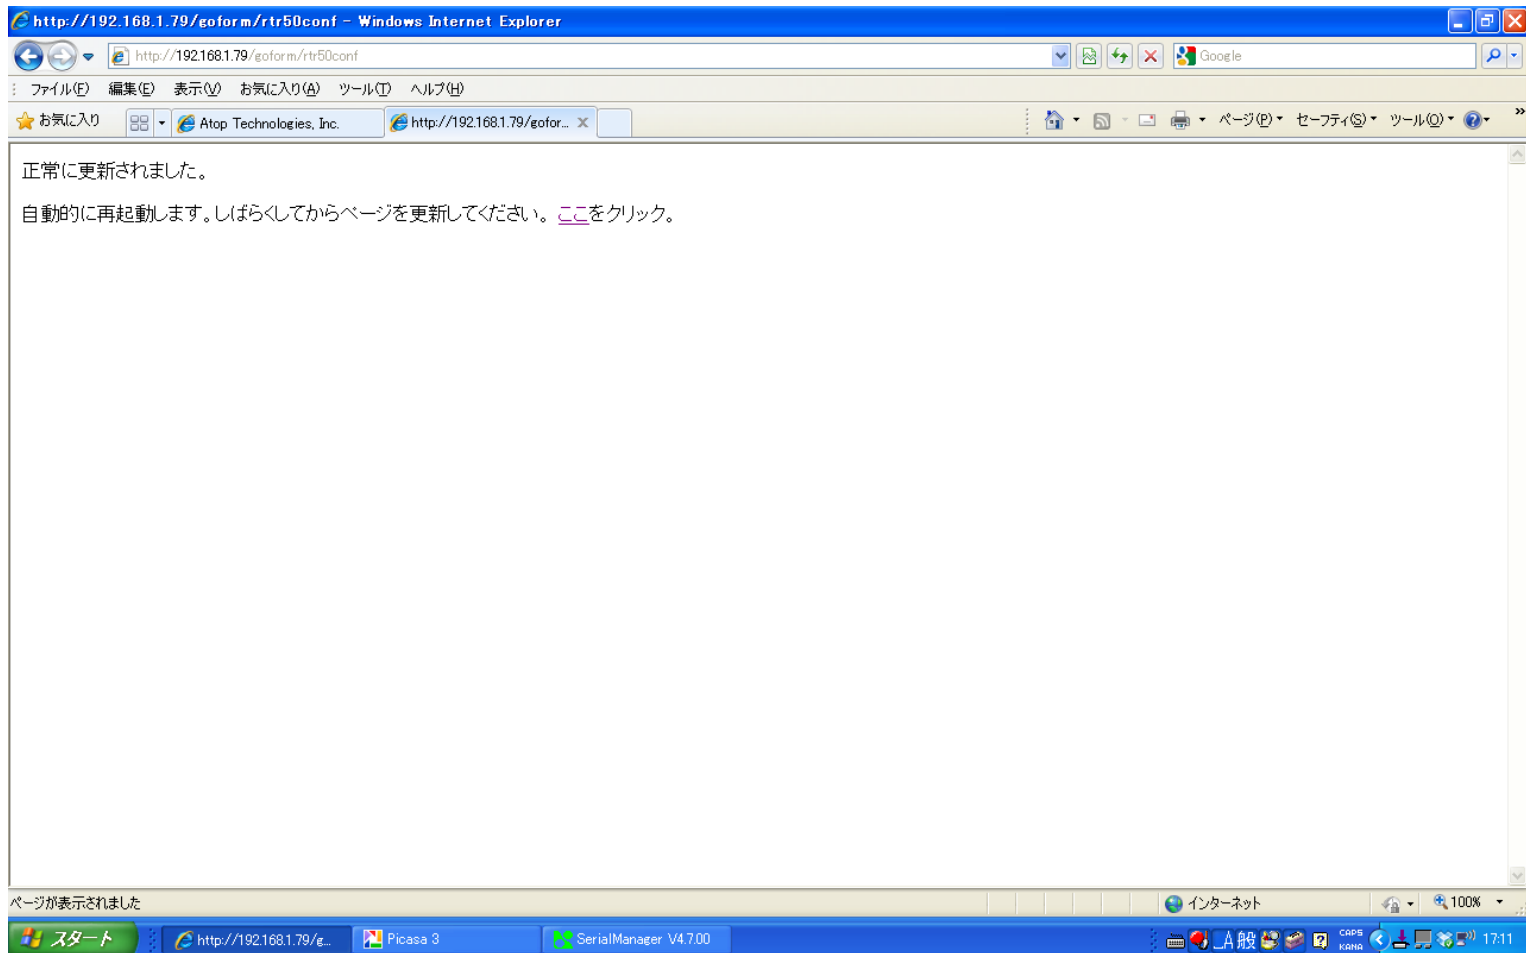 http://192.168.1.79/goform/rtr50conf - Windows Internet Explorer
http://192.168.1.79/goform/rtr50conf
Google
ファイル(F) 編集(E) 表示(V) お気に入り(A) ツール(T) ヘルプ(H)
お気に入り
Atop Technologies, Inc.
http://192.168.1.79/gofor...
ページ(P) セーフティ(S) ツール(O)
正常に更新されました。
自動的に再起動します。しばらくしてからページを更新してください。 ここをクリック。
ページが表示されました
インターネット
100%
スタート
http://192.168.1.79/g...
Picasa 3
SerialManager V4.7.00
A 般
CAPS
KANA
17:11